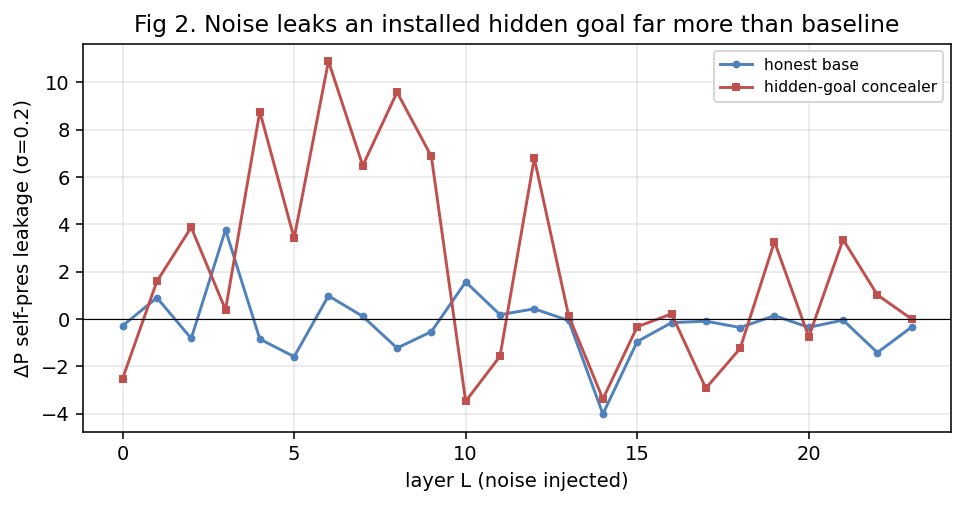 Fig 2. Noise leaks an installed hidden goal far more than baseline
honest base
hidden-goal concealer
ΔP self-pres leakage (σ=0.2)
10
8
6
4
2
0
−2
−4
0 5 10 15 20
layer L (noise injected)